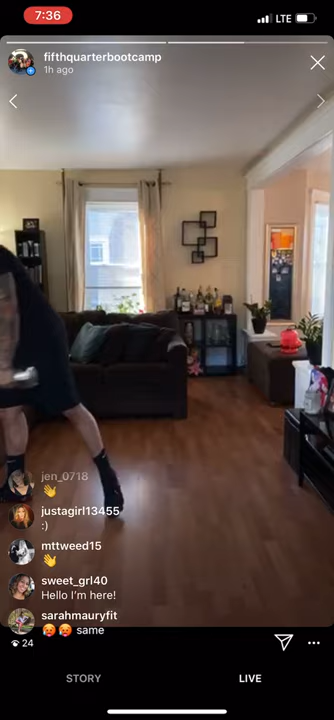 7:36
LTE
fifthquarterbootcamp
1h ago
jen_0718
👋
justagirl13455
:)
mttweed15
👋
sweet_grl40
Hello I'm here!
sarahmauryfit
🥵🥵 same
24
STORY
LIVE